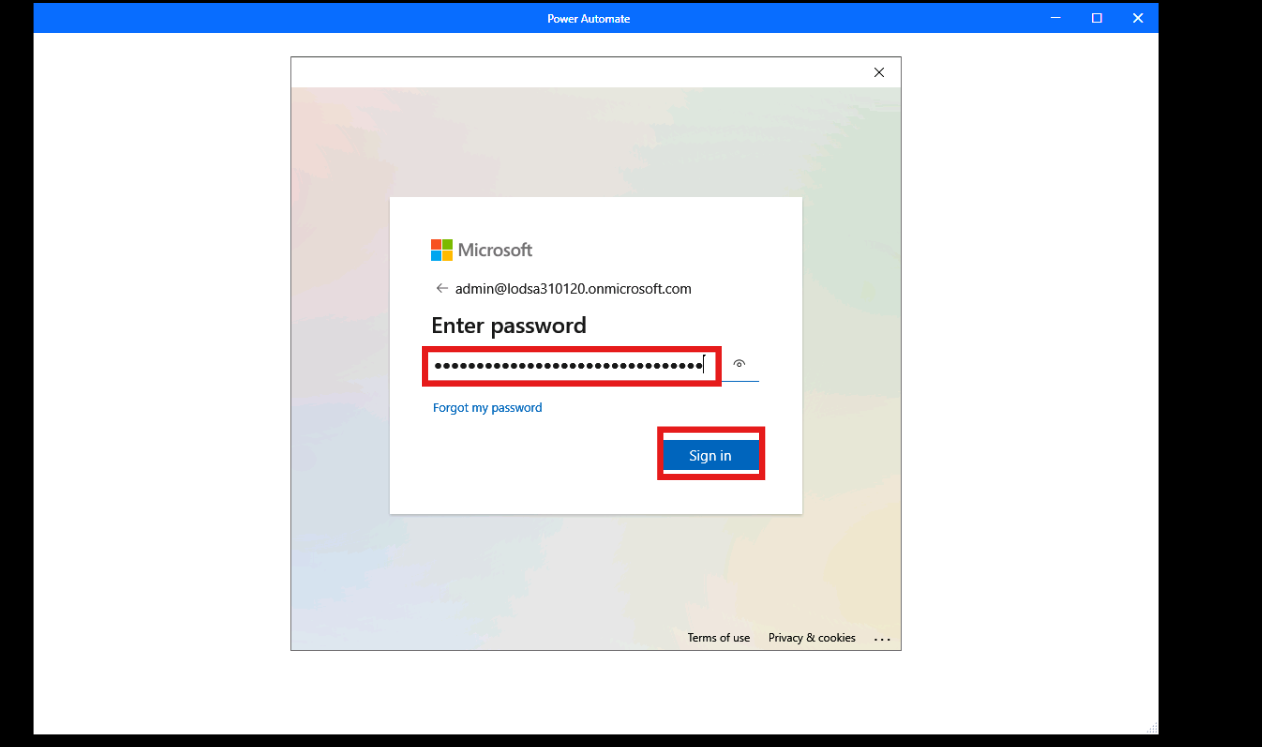 Power Automate
Microsoft
admin@lodsa310120.onmicrosoft.com
Enter password
••••••••••••••••••••••••••••••••
Forgot my password
Sign in
Terms of use Privacy & cookies ...